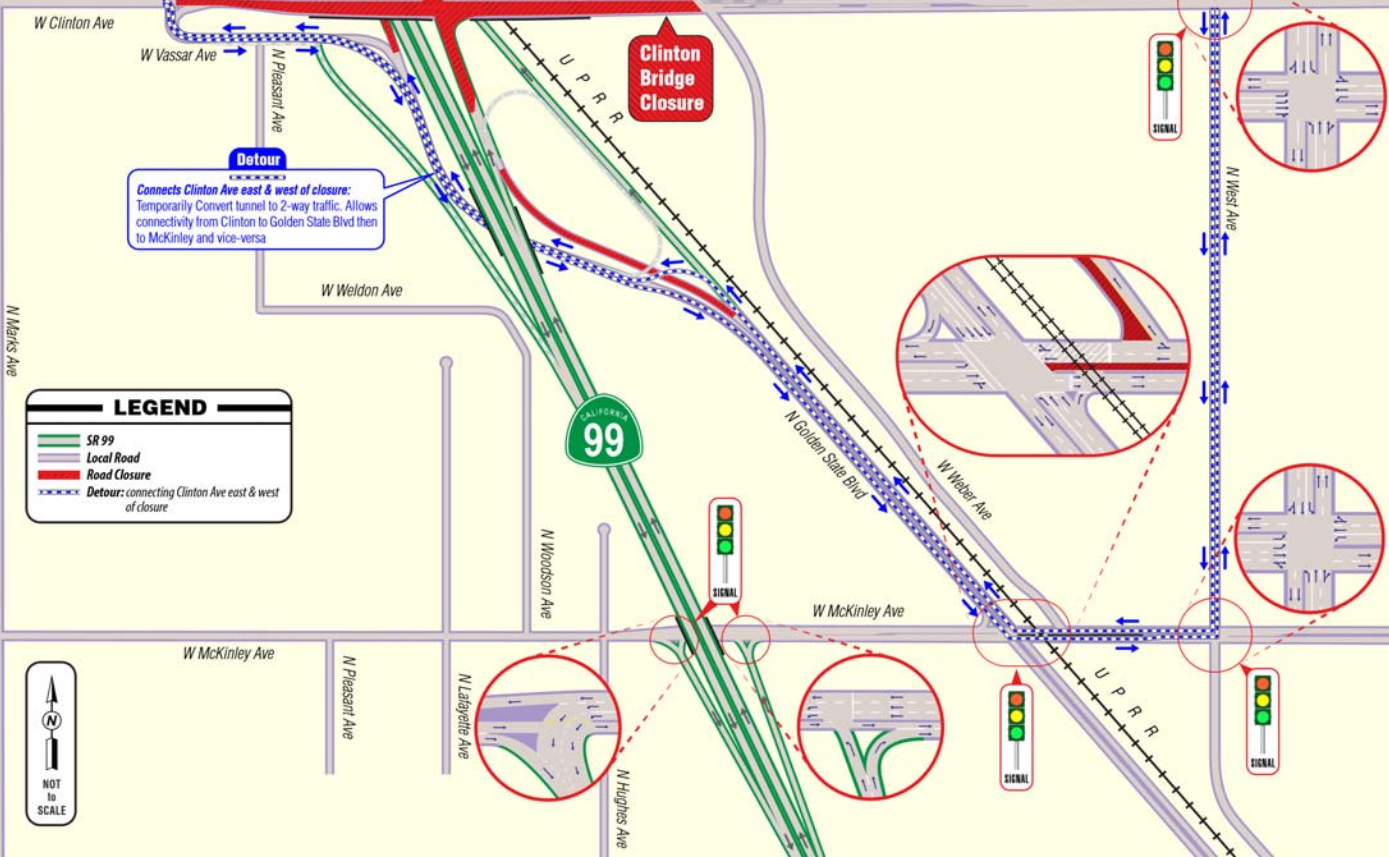 W Clinton Ave
W Vassar Ave
N Pleasant Ave
U P R R
Clinton
Bridge
Closure
SIGNAL
N West Ave
Detour
Connects Clinton Ave east & west of closure:
Temporarily Convert tunnel to 2-way traffic. Allows
connectivity from Clinton to Golden State Blvd then
to McKinley and vice-versa
W Weldon Ave
N Marks Ave
LEGEND
SR 99
Local Road
Road Closure
Detour: connecting Clinton Ave east & west
of closure
CALIFORNIA
99
N Golden State Blvd
W Weber Ave
N Woodson Ave
SIGNAL
W McKinley Ave
W McKinley Ave
N Pleasant Ave
N Lafayette Ave
N Hughes Ave
U P R R
SIGNAL
SIGNAL
N
NOT
to
SCALE